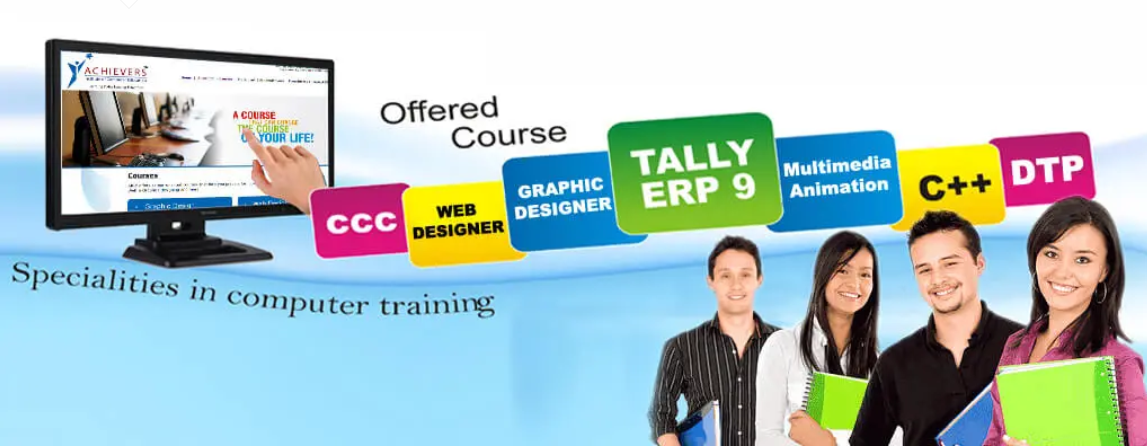 ACHIEVERS
A COURSE
THE COURSE
OF YOUR LIFE!
Courses
Graphic Design
Offered
Course
CCC
WEB
DESIGNER
GRAPHIC
DESIGNER
TALLY
ERP 9
Multimedia
Animation
C++
DTP
Specialities in computer training